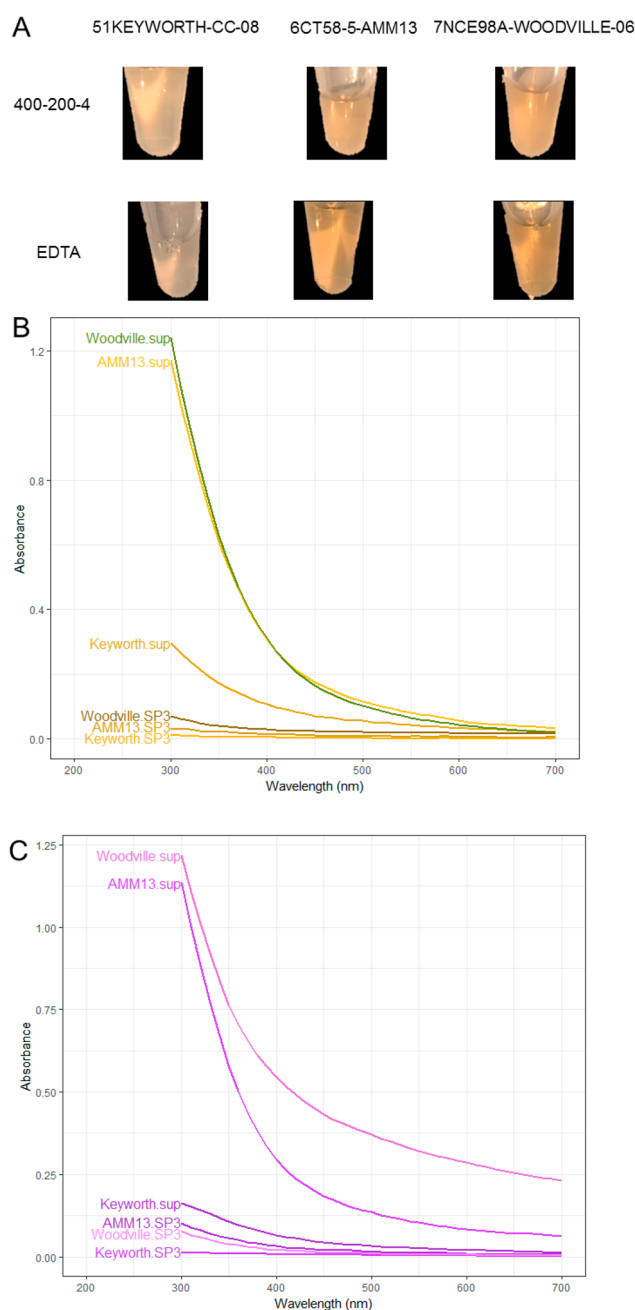 A
51KEYWORTH-CC-08 6CT58-5-AMM13 7NCE98A-WOODVILLE-06
400-200-4
EDTA
B
Woodville.sup
AMM13.sup
Keyworth.sup
Woodville.SP3
AMM13.SP3
Keyworth.SP3
1.2
0.8
0.4
0.0
Absorbance
200 300 400 500 600 700
Wavelength (nm)
C
Woodville.sup
AMM13.sup
Keyworth.sup
AMM13.SP3
Woodville.SP3
Keyworth.SP3
1.25
1.00
0.75
0.50
0.25
0.00
Absorbance
200 300 400 500 600 700
Wavelength (nm)